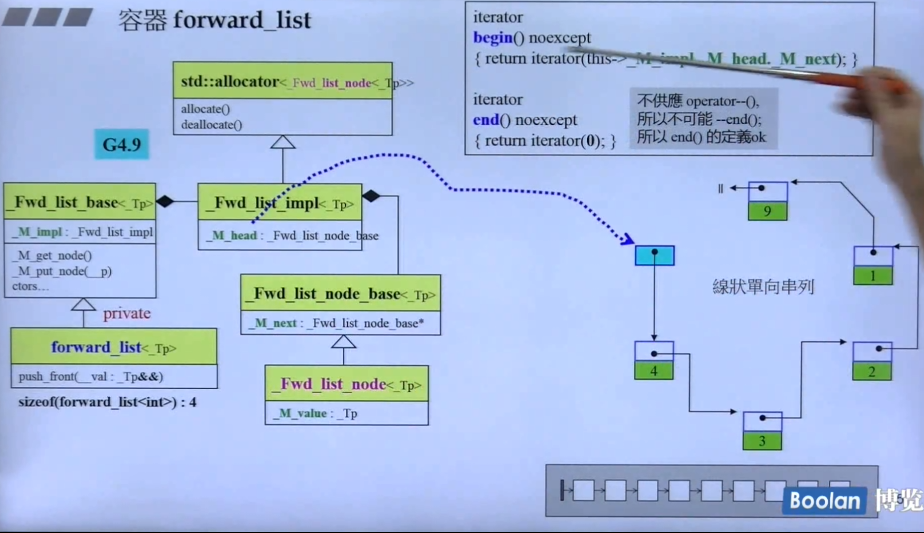 容器 forward_list
iterator
begin() noexcept
{ return iterator(this->_M_impl._M_head._M_next); }
iterator
end() noexcept
{ return iterator(0); }
不供應 operator--(),
所以不可能 --end();
所以 end() 的定義ok
std::allocator<_Fwd_list_node<_Tp>>
allocate()
deallocate()
G4.9
_Fwd_list_base<_Tp>
_M_impl : _Fwd_list_impl
_M_get_node()
_M_put_node(__p)
ctors…
_Fwd_list_impl<_Tp>
_M_head : _Fwd_list_node_base
_Fwd_list_node_base<_Tp>
_M_next : _Fwd_list_node_base*
private
forward_list<_Tp>
push_front(__val : _Tp&&)
sizeof(forward_list<int>) : 4
_Fwd_list_node<_Tp>
_M_value : _Tp
9
1
線狀單向串列
4
2
3
Boolan 博览